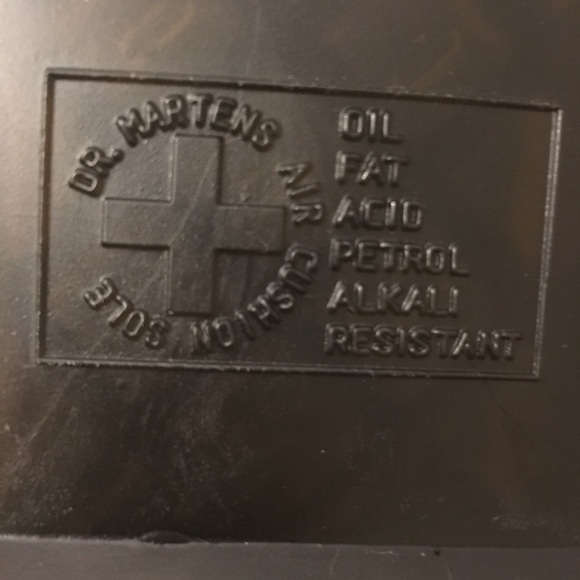 DR. MARTENS AIR CUSHION SOLE
OIL
FAT
ACID
PETROL
ALKALI
RESISTANT